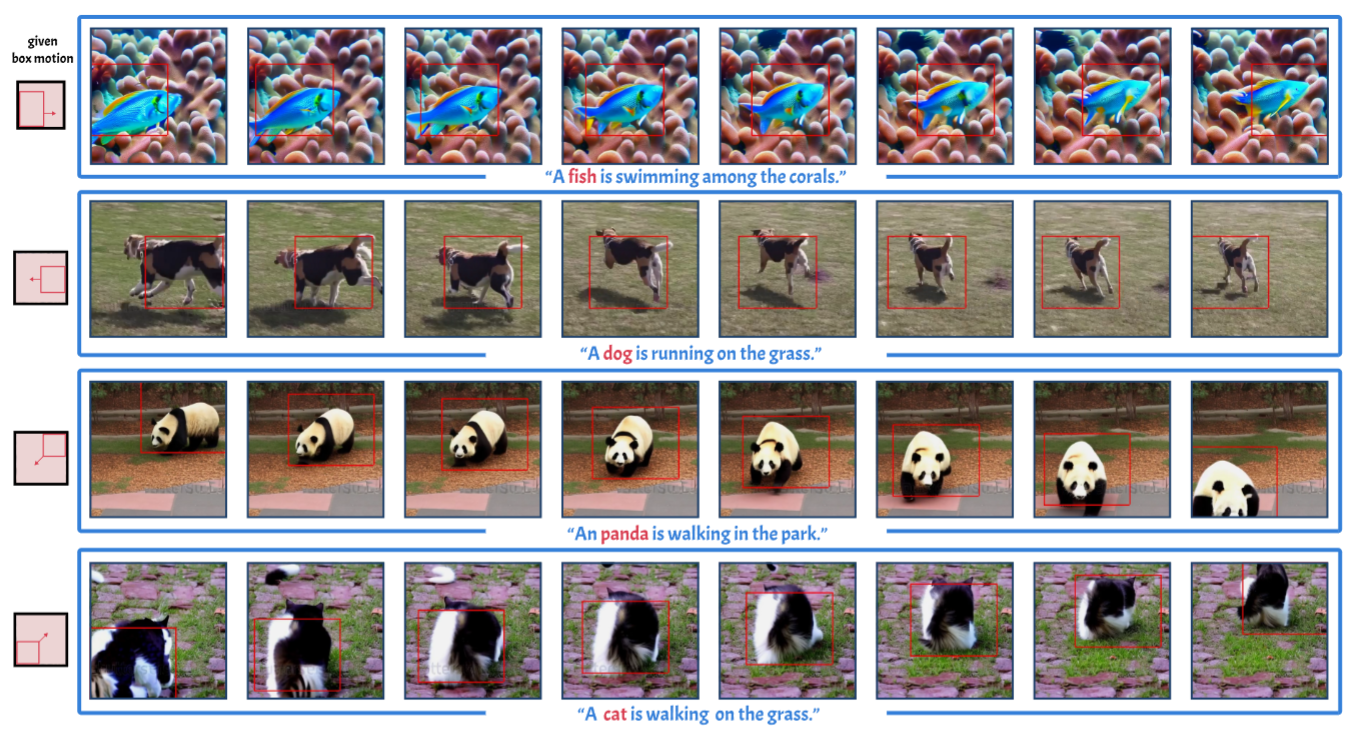 given
box motion
“A fish is swimming among the corals.”
“A dog is running on the grass.”
“An panda is walking in the park.”
“A cat is walking on the grass.”